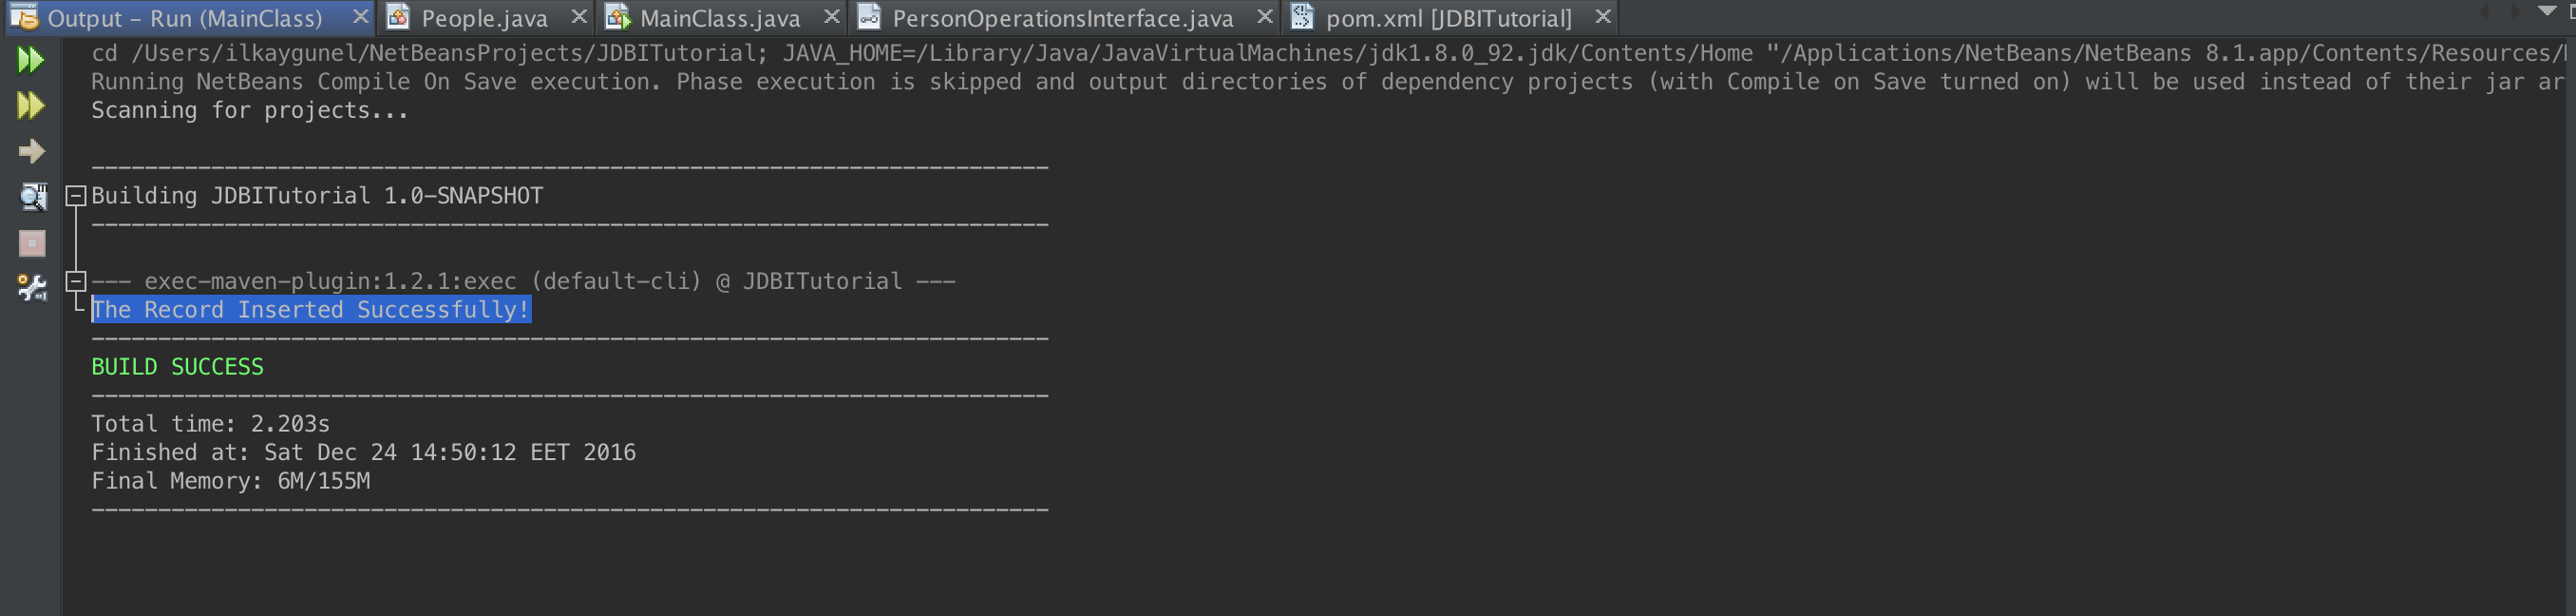 Output - Run (MainClass) People.java MainClass.java PersonOperationsInterface.java pom.xml [JDBITutorial]
cd /Users/ilkaygunel/NetBeansProjects/JDBITutorial; JAVA_HOME=/Library/Java/JavaVirtualMachines/jdk1.8.0_92.jdk/Contents/Home "/Applications/NetBeans/NetBeans 8.1.app/Contents/Resources/
Running NetBeans Compile On Save execution. Phase execution is skipped and output directories of dependency projects (with Compile on Save turned on) will be used instead of their jar ar
Scanning for projects...
------------------------------------------------------------------------
Building JDBITutorial 1.0-SNAPSHOT
------------------------------------------------------------------------
--- exec-maven-plugin:1.2.1:exec (default-cli) @ JDBITutorial ---
The Record Inserted Successfully!
------------------------------------------------------------------------
BUILD SUCCESS
------------------------------------------------------------------------
Total time: 2.203s
Finished at: Sat Dec 24 14:50:12 EET 2016
Final Memory: 6M/155M
------------------------------------------------------------------------